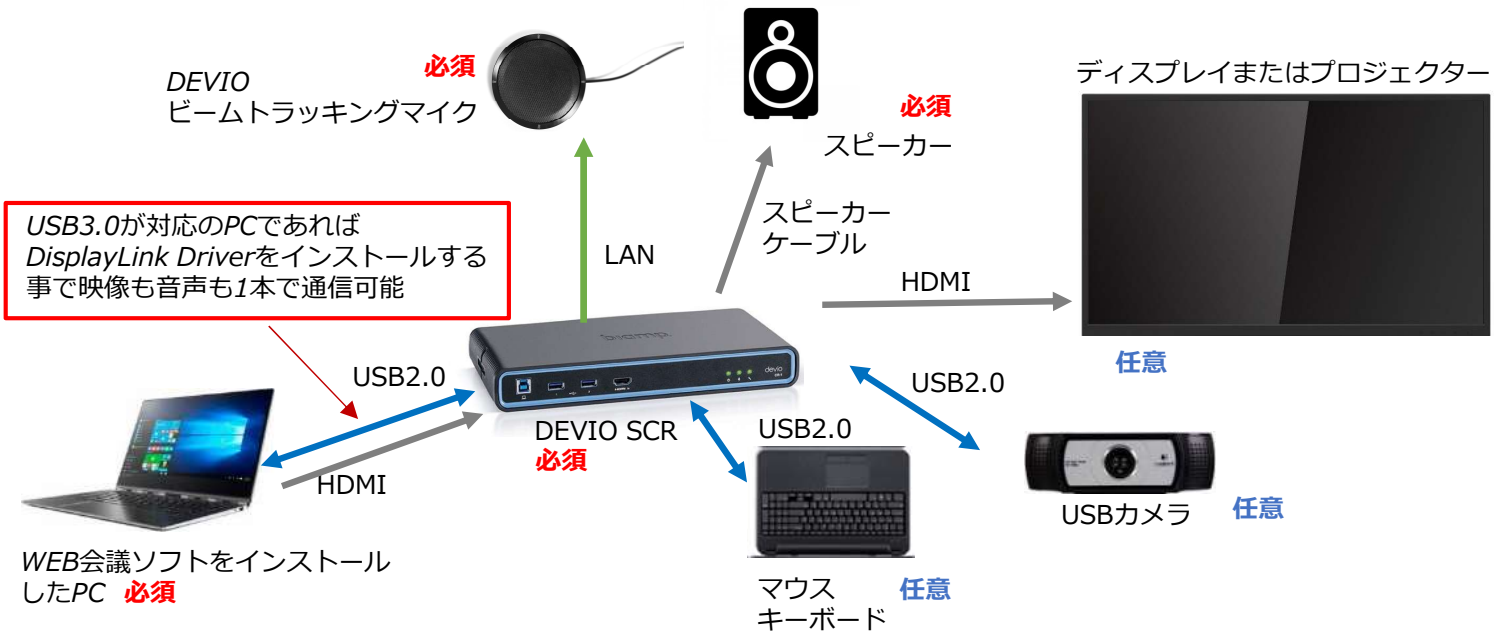 DEVIO
ビームトラッキングマイク
必須
必須
スピーカー
ディスプレイまたはプロジェクター
USB3.0が対応のPCであれば
DisplayLink Driverをインストールする
事で映像も音声も1本で通信可能
LAN
スピーカー
ケーブル
HDMI
任意
biamp
devio
USB2.0
HDMI
DEVIO SCR
必須
USB2.0
USB2.0
USBカメラ
任意
WEB会議ソフトをインストール
したPC 必須
マウス
キーボード
任意